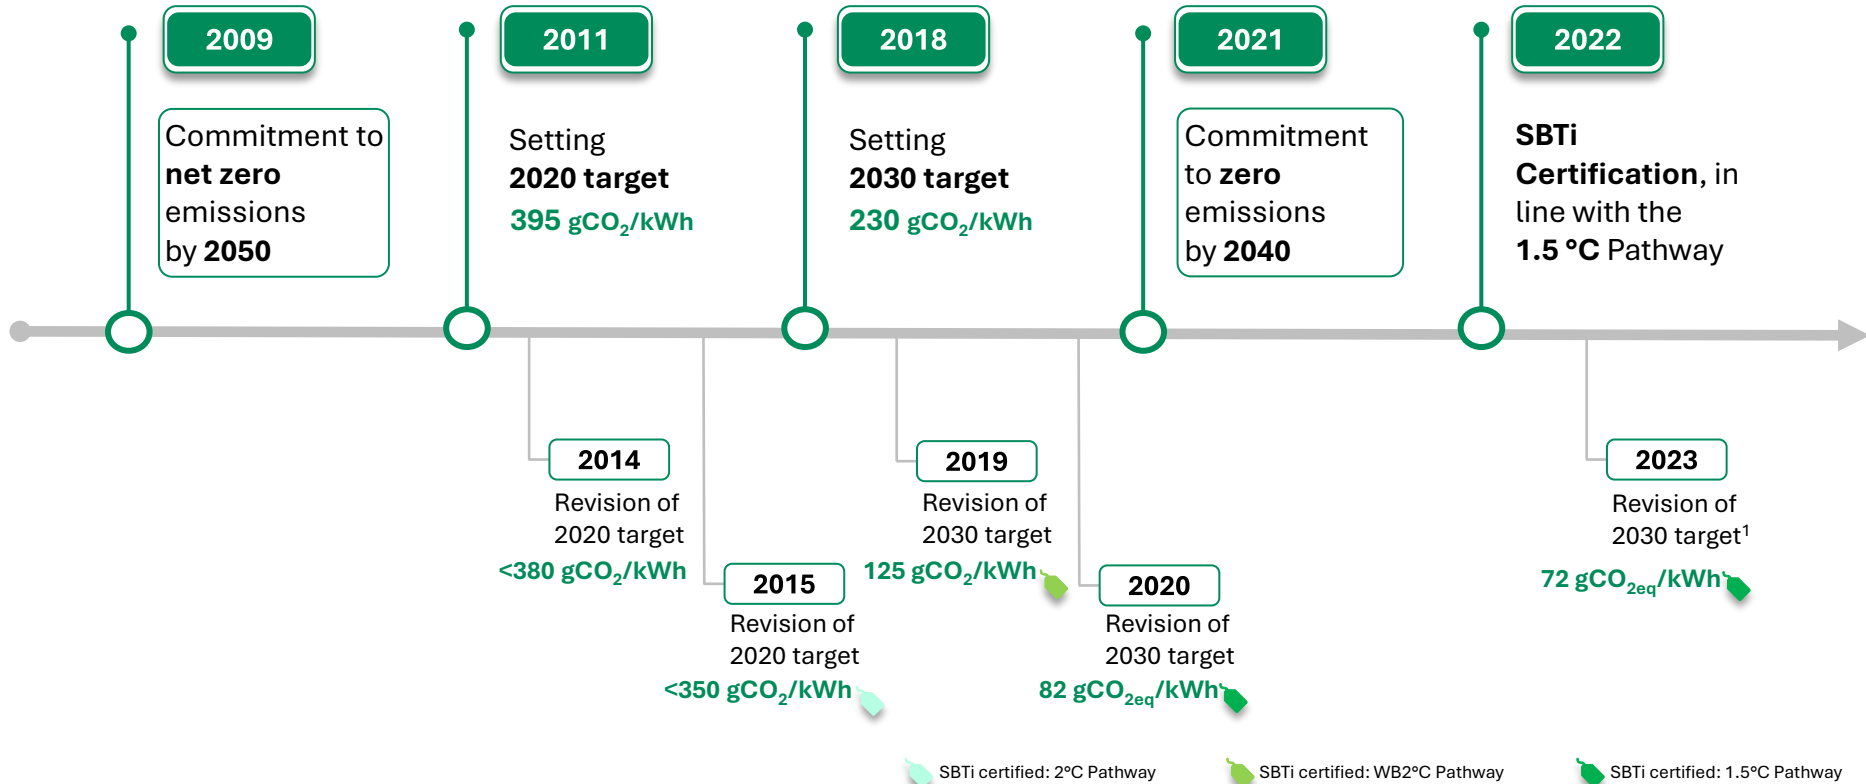 2009
Commitment to
net zero
emissions
by 2050
2011
Setting
2020 target
395 gCO₂/kWh
2018
Setting
2030 target
230 gCO₂/kWh
2021
Commitment
to zero
emissions
by 2040
2022
SBTi
Certification, in
line with the
1.5 °C Pathway
2014
Revision of
2020 target
<380 gCO₂/kWh
2015
Revision of
2020 target
<350 gCO₂/kWh
2019
Revision of
2030 target
125 gCO₂/kWh
2020
Revision of
2030 target
82 gCO₂eq/kWh
2023
Revision of
2030 target¹
72 gCO₂eq/kWh
SBTi certified: 2°C Pathway
SBTi certified: WB2°C Pathway
SBTi certified: 1.5°C Pathway